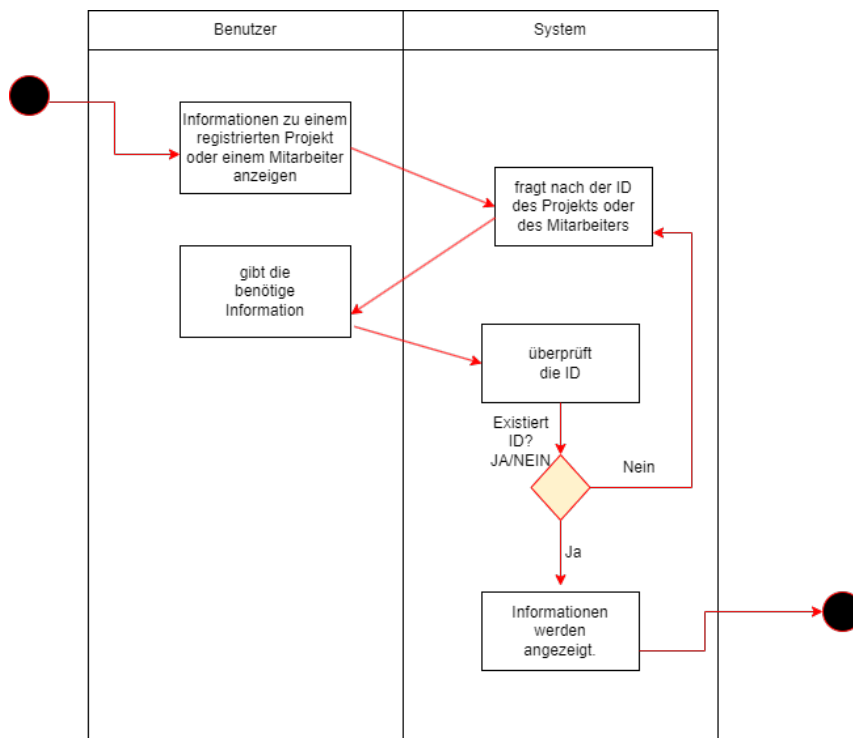 Benutzer
System
Informationen zu einem
registrierten Projekt
oder einem Mitarbeiter
anzeigen
fragt nach der ID
des Projekts oder
des Mitarbeiters
gibt die
benötige
Information
überprüft
die ID
Existiert
ID?
JA/NEIN
Nein
Ja
Informationen
werden
angezeigt.